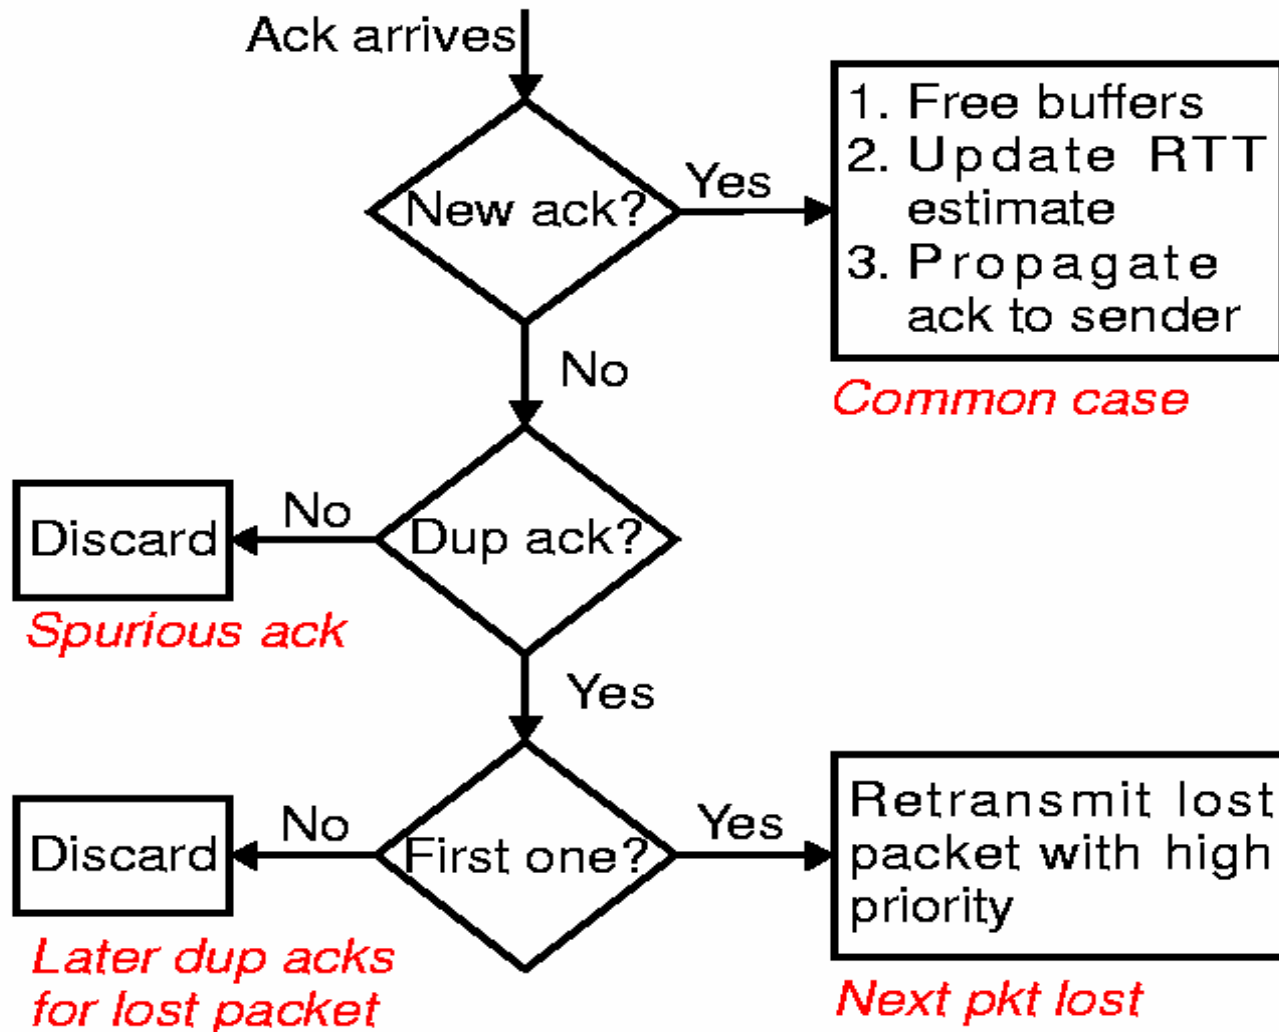 Ack arrives
New ack?
Yes
1. Free buffers
2. Update RTT
estimate
3. Propagate
ack to sender
Common case
No
Dup ack?
No
Discard
Spurious ack
Yes
First one?
No
Discard
Later dup acks
for lost packet
Yes
Retransmit lost
packet with high
priority
Next pkt lost